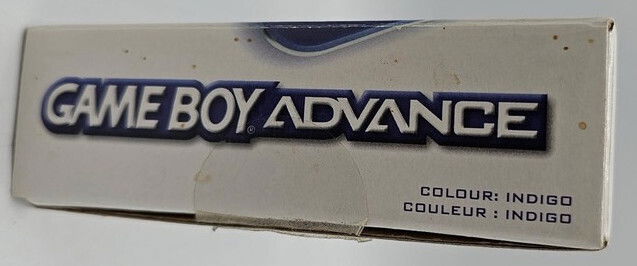 GAME BOY ADVANCE
COLOUR: INDIGO
COULEUR : INDIGO